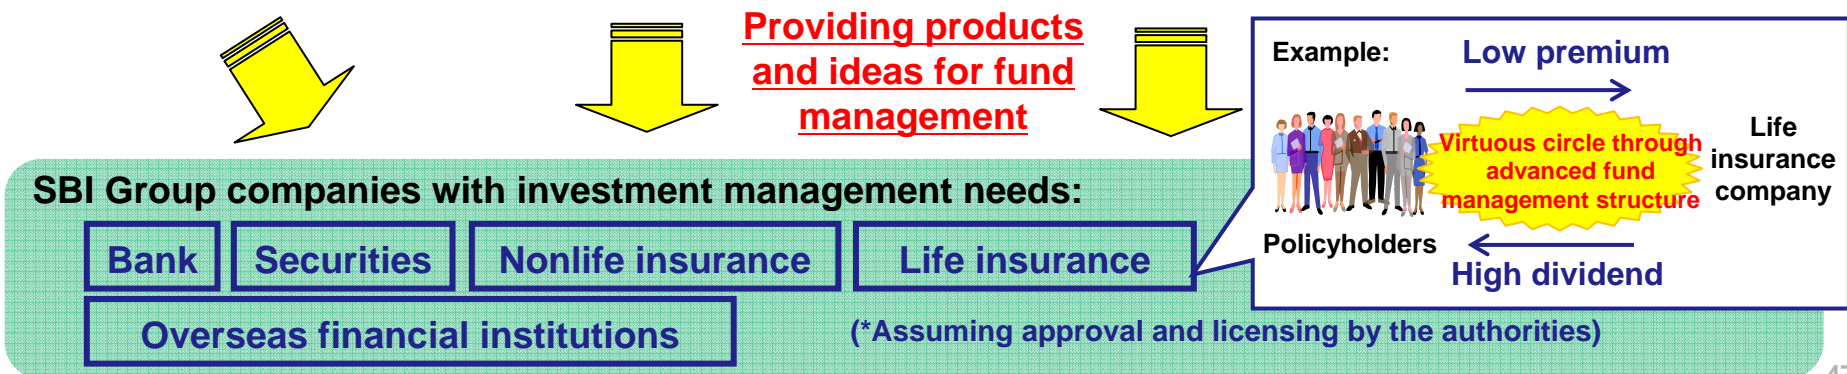 Providing products
and ideas for fund
management
Example:
Low premium
Virtuous circle through
advanced fund
management structure
Life
insurance
company
Policyholders
High dividend
SBI Group companies with investment management needs:
Bank
Securities
Nonlife insurance
Life insurance
Overseas financial institutions
(*Assuming approval and licensing by the authorities)